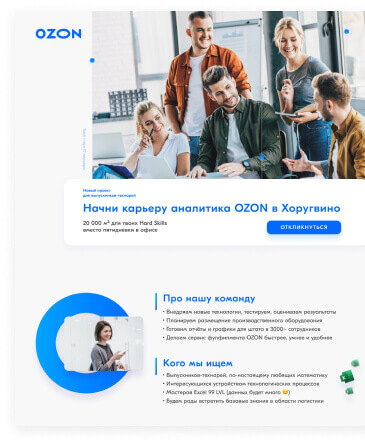 OZON
Новый проект
для выпускников-технарей
Начни карьеру аналитика OZON в Хоругвино
20 000 м² для твоих Hard Skills
вместо пятидневки в офисе
ОТКЛИКНУТЬСЯ
Про нашу команду
• Внедряем новые технологии, тестируем, оцениваем результаты
• Планируем размещение производственного оборудования
• Готовим отчёты и графики для штата в 3000+ сотрудников
• Делаем сервис фулфилмента OZON быстрее, умнее и удобнее
Кого мы ищем
• Выпускников-технарей, по-настоящему любящих математику
• Интересующихся устройством технологических процессов
• Мастеров Excel 99 LVL (данных будет много 😉)
• Будем рады встретить базовые знания в области логистики